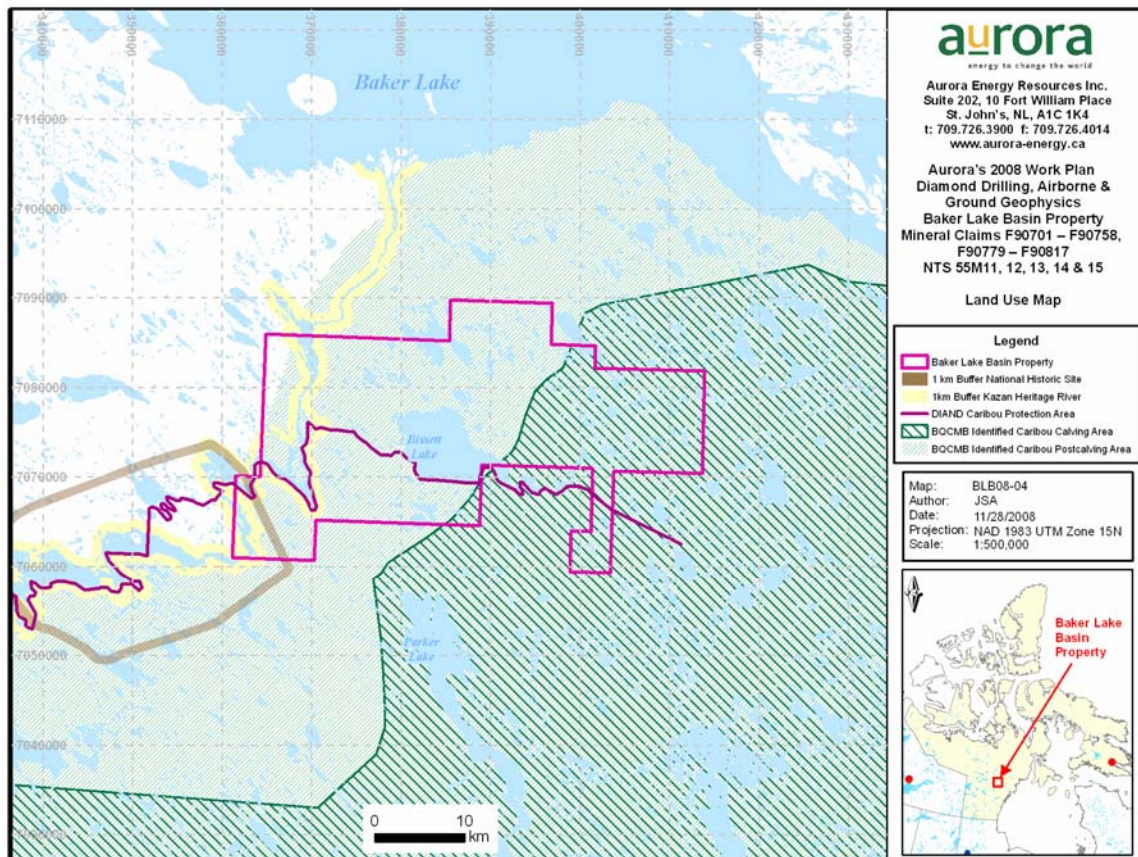 340000 350000 360000 370000 380000 390000 400000 410000 420000 430000
Baker Lake
7110000
7100000
7090000
7080000
Bissett
Lake
7070000
7060000
Parker
Lake
7050000
7040000
7030000
0 10
km
aurora
energy to change the world
Aurora Energy Resources Inc.
Suite 202, 10 Fort William Place
St. John's, NL, A1C 1K4
t: 709.726.3900 f: 709.726.4014
www.aurora-energy.ca
Aurora's 2008 Work Plan
Diamond Drilling, Airborne &
Ground Geophysics
Baker Lake Basin Property
Mineral Claims F90701 – F90758,
F90779 – F90817
NTS 55M11, 12, 13, 14 & 15
Land Use Map
Legend
Baker Lake Basin Property
1 km Buffer National Historic Site
1km Buffer Kazan Heritage River
DIAND Caribou Protection Area
BQCMB Identified Caribou Calving Area
BQCMB Identified Caribou Postcalving Area
Map: BLB08-04
Author: JSA
Date: 11/28/2008
Projection: NAD 1983 UTM Zone 15N
Scale: 1:500,000
Baker Lake
Basin
Property